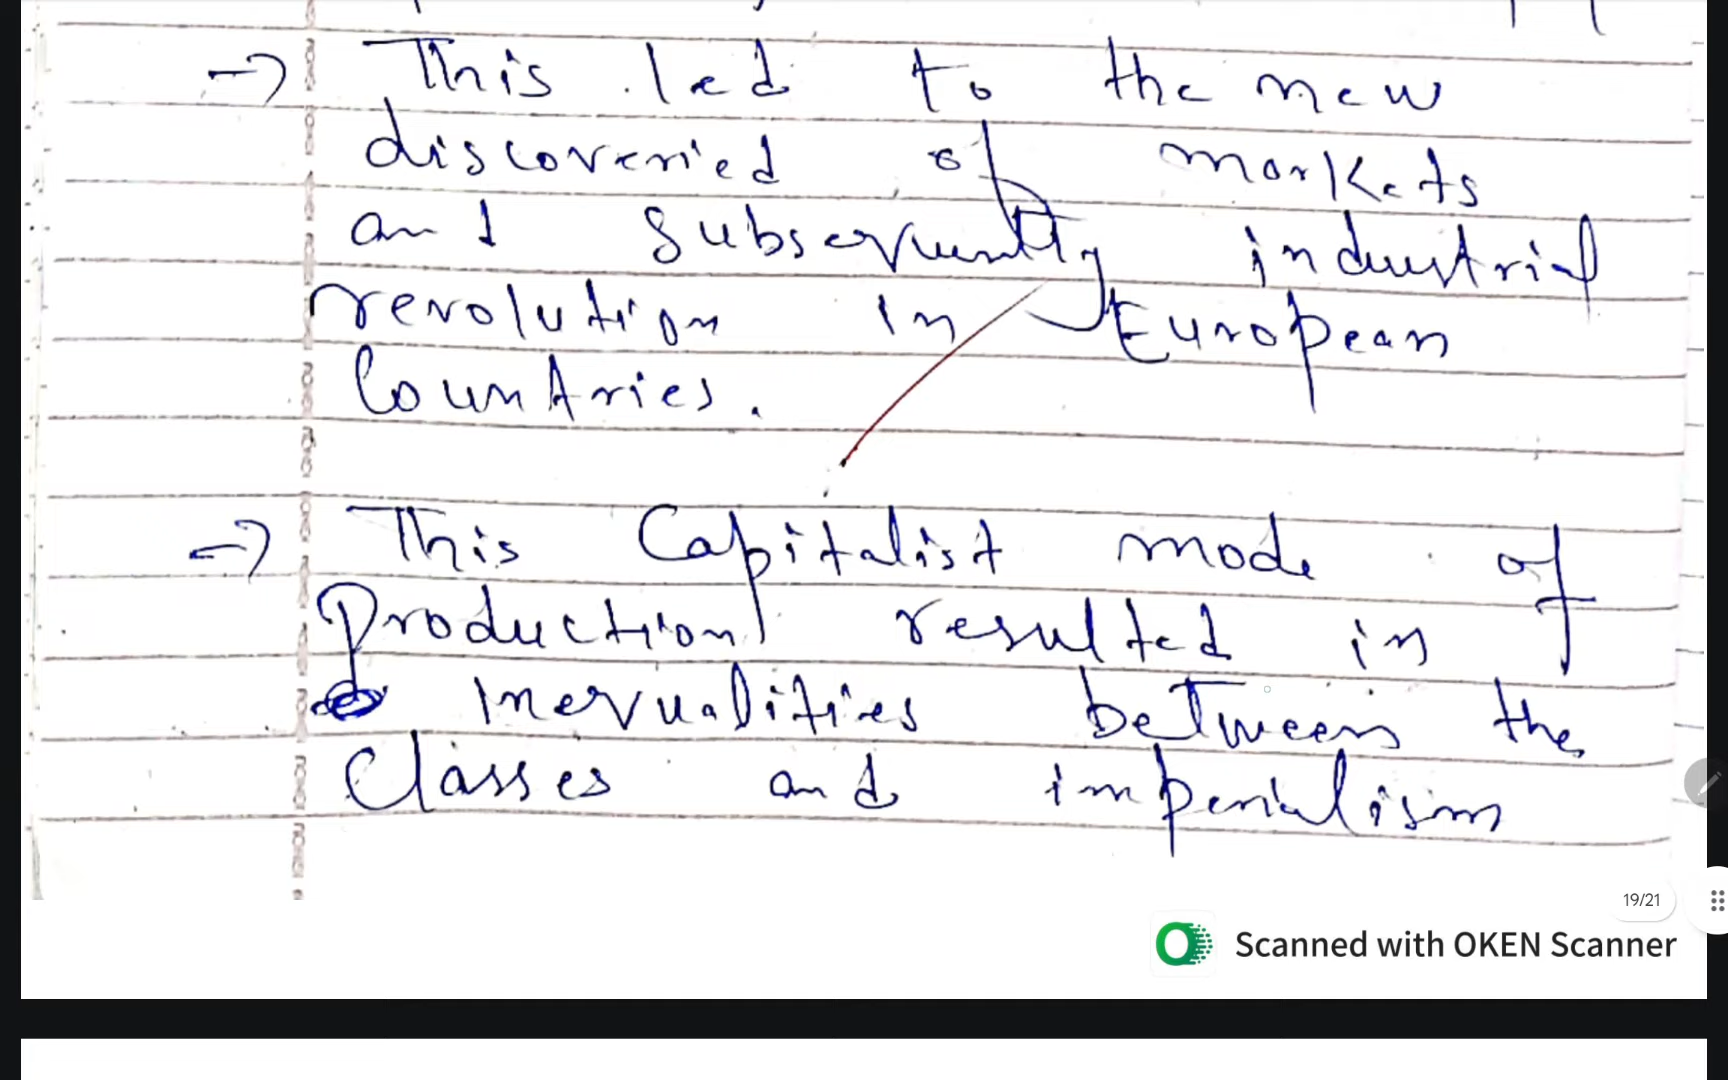 → This led to the new
discoveried of markets
and subsequently industrial
revolution in European
Countries.
→ This Capitalist mode of
Production resulted in
inequalities between the
Classes and imperialism
19/21
Scanned with OKEN Scanner